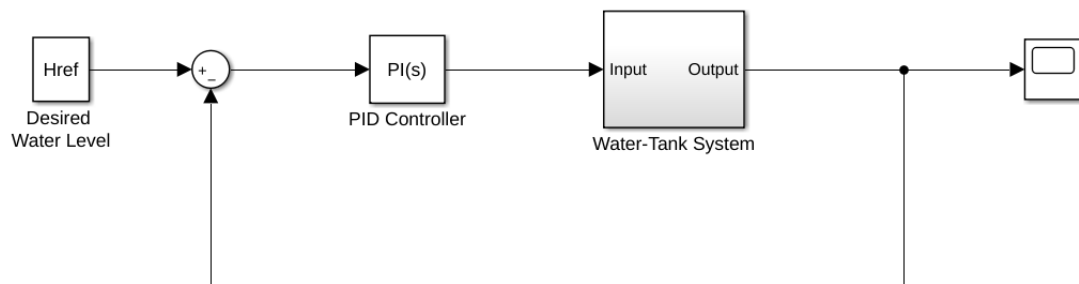 Href
Desired
Water Level
+
−
PI(s)
PID Controller
Input
Output
Water-Tank System